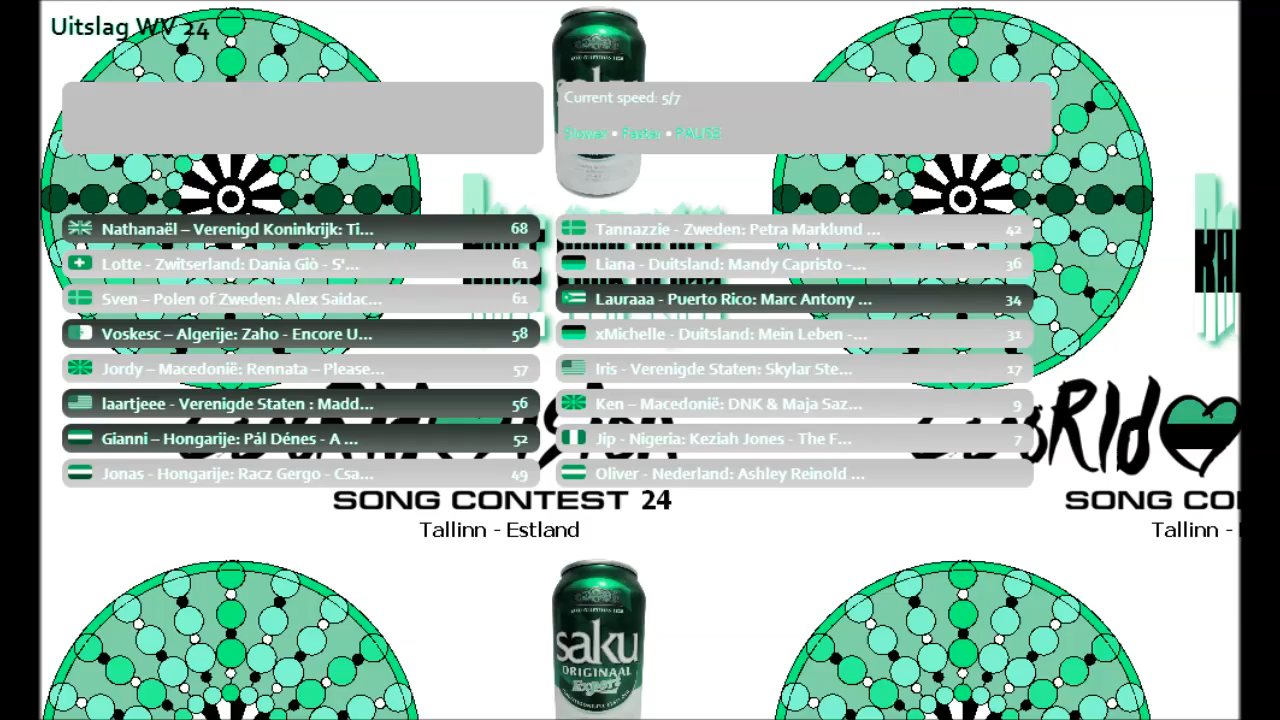 Uitslag WV 24
Current speed: 5/7
Slower • Faster • PAUSE
Nathanaël – Verenigd Koninkrijk: Ti... 68
Lotte - Zwitserland: Dania Giò - S'... 61
Sven – Polen of Zweden: Alex Saidac... 61
Voskesc – Algerije: Zaho - Encore U... 58
Jordy – Macedonië: Rennata – Please... 57
laartjeee - Verenigde Staten : Madd... 56
Gianni – Hongarije: Pál Dénes - A ... 52
Jonas - Hongarije: Racz Gergo - Csa... 49
Tannazzie - Zweden: Petra Marklund ... 42
Liana - Duitsland: Mandy Capristo -... 36
Lauraaa - Puerto Rico: Marc Antony ... 34
xMichelle - Duitsland: Mein Leben -... 31
Iris - Verenigde Staten: Skylar Ste... 17
Ken – Macedonië: DNK & Maja Saz... 9
Jip - Nigeria: Keziah Jones - The F... 7
Oliver - Nederland: Ashley Reinold ...
SONG CONTEST 24
Tallinn - Estland
SONG CO
Tallinn -
saku
ORIGINAAL
Export